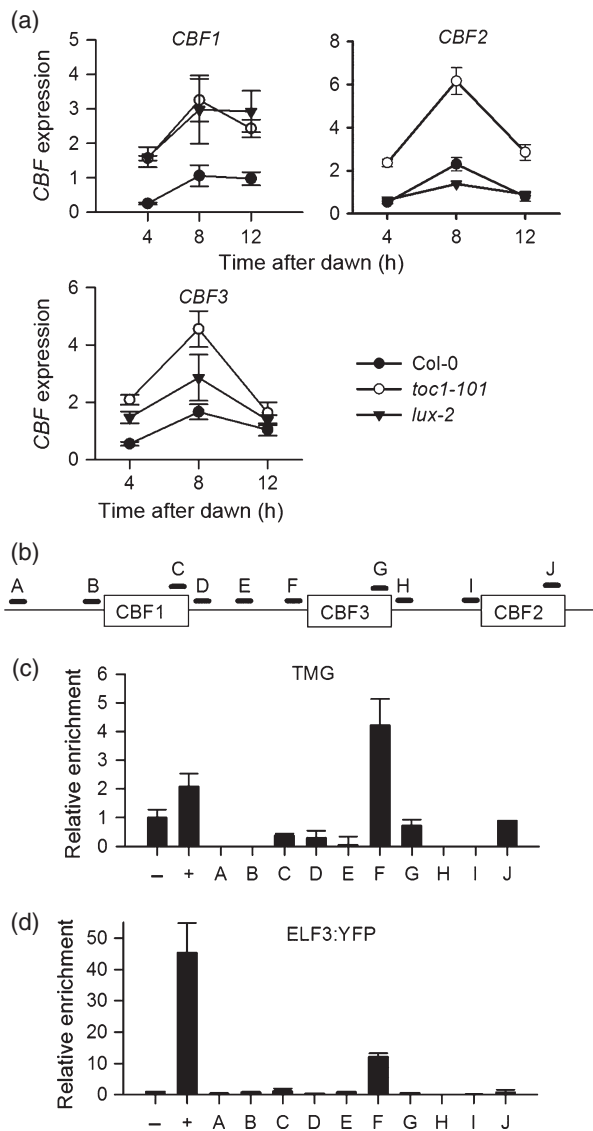 (a)
CBF1
CBF expression
5
4
3
2
1
0
4 8 12
Time after dawn (h)
CBF2
8
6
4
2
0
4 8 12
CBF3
CBF expression
6
4
2
0
4 8 12
Time after dawn (h)
Col-0
toc1-101
lux-2
(b)
A B C D E F G H I J
CBF1 CBF3 CBF2
(c)
TMG
Relative enrichment
6
5
4
3
2
1
0
– + A B C D E F G H I J
(d)
ELF3:YFP
Relative enrichment
50
40
30
20
10
0
– + A B C D E F G H I J